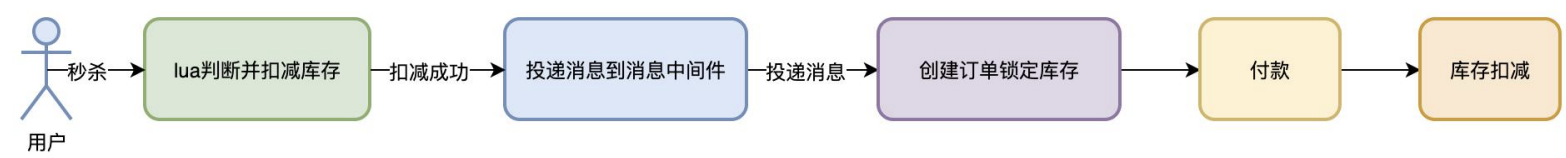 用户
秒杀
lua判断并扣减库存
扣减成功
投递消息到消息中间件
投递消息
创建订单锁定库存
付款
库存扣减